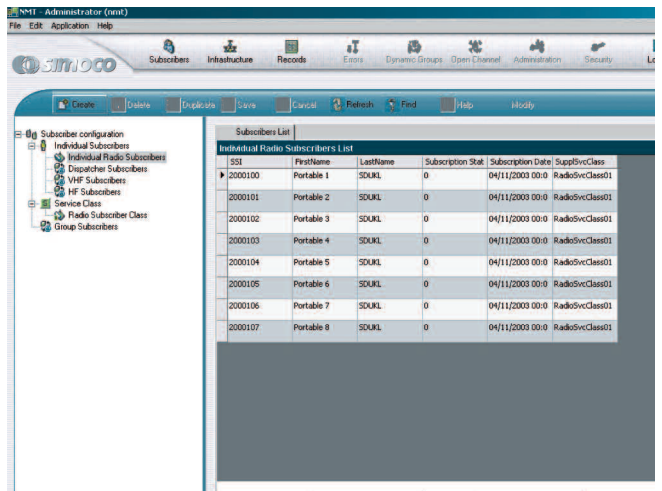 NMT - Administrator (nmt)
File Edit Application Help
simoco
Subscribers Infrastructure Records Errors Dynamic Groups Open Channel Administration Security
Create Delete Duplicate Save Cancel Refresh Find Help Modify
Subscriber configuration
Individual Subscribers
Individual Radio Subscribers
Dispatcher Subscribers
VHF Subscribers
HF Subscribers
Service Class
Radio Subscriber Class
Group Subscribers
Subscribers List
Individual Radio Subscribers List
SSI FirstName LastName Subscription Stat Subscription Date SupplSvcClass
2000100 Portable 1 SDUKL 0 04/11/2003 00:0 RadioSvcClass01
2000101 Portable 2 SDUKL 0 04/11/2003 00:0 RadioSvcClass01
2000102 Portable 3 SDUKL 0 04/11/2003 00:0 RadioSvcClass01
2000103 Portable 4 SDUKL 0 04/11/2003 00:0 RadioSvcClass01
2000104 Portable 5 SDUKL 0 04/11/2003 00:0 RadioSvcClass01
2000105 Portable 6 SDUKL 0 04/11/2003 00:0 RadioSvcClass01
2000106 Portable 7 SDUKL 0 04/11/2003 00:0 RadioSvcClass01
2000107 Portable 8 SDUKL 0 04/11/2003 00:0 RadioSvcClass01